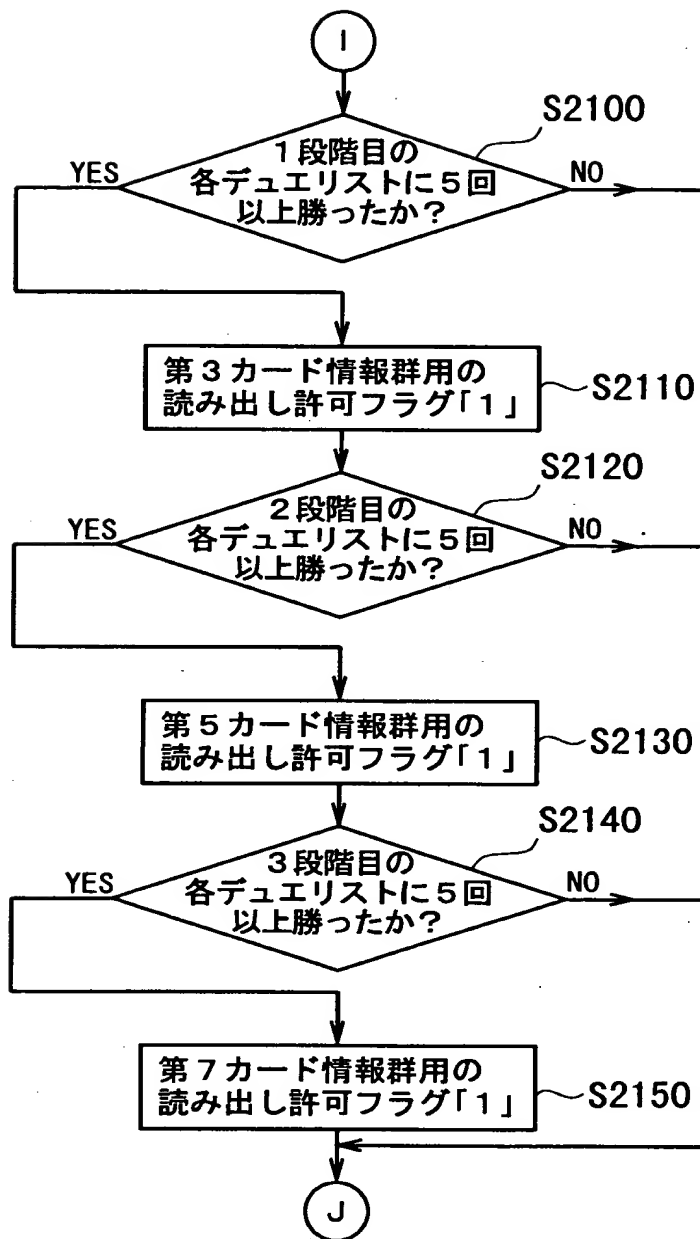 I
S2100
1段階目の
各デュエリストに5回
以上勝ったか?
YES
NO
第3カード情報群用の
読み出し許可フラグ「1」
S2110
S2120
2段階目の
各デュエリストに5回
以上勝ったか?
YES
NO
第5カード情報群用の
読み出し許可フラグ「1」
S2130
S2140
3段階目の
各デュエリストに5回
以上勝ったか?
YES
NO
第7カード情報群用の
読み出し許可フラグ「1」
S2150
J